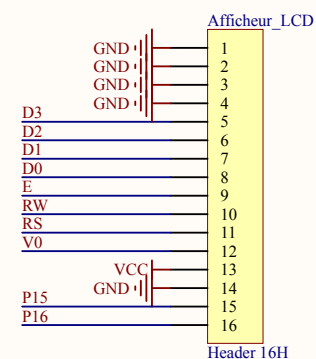 Afficheur_LCD
GND 1
GND 2
GND 3
GND 4
D3 5
D2 6
D1 7
D0 8
E 9
RW 10
RS 11
V0 12
VCC 13
GND 14
P15 15
P16 16
Header 16H